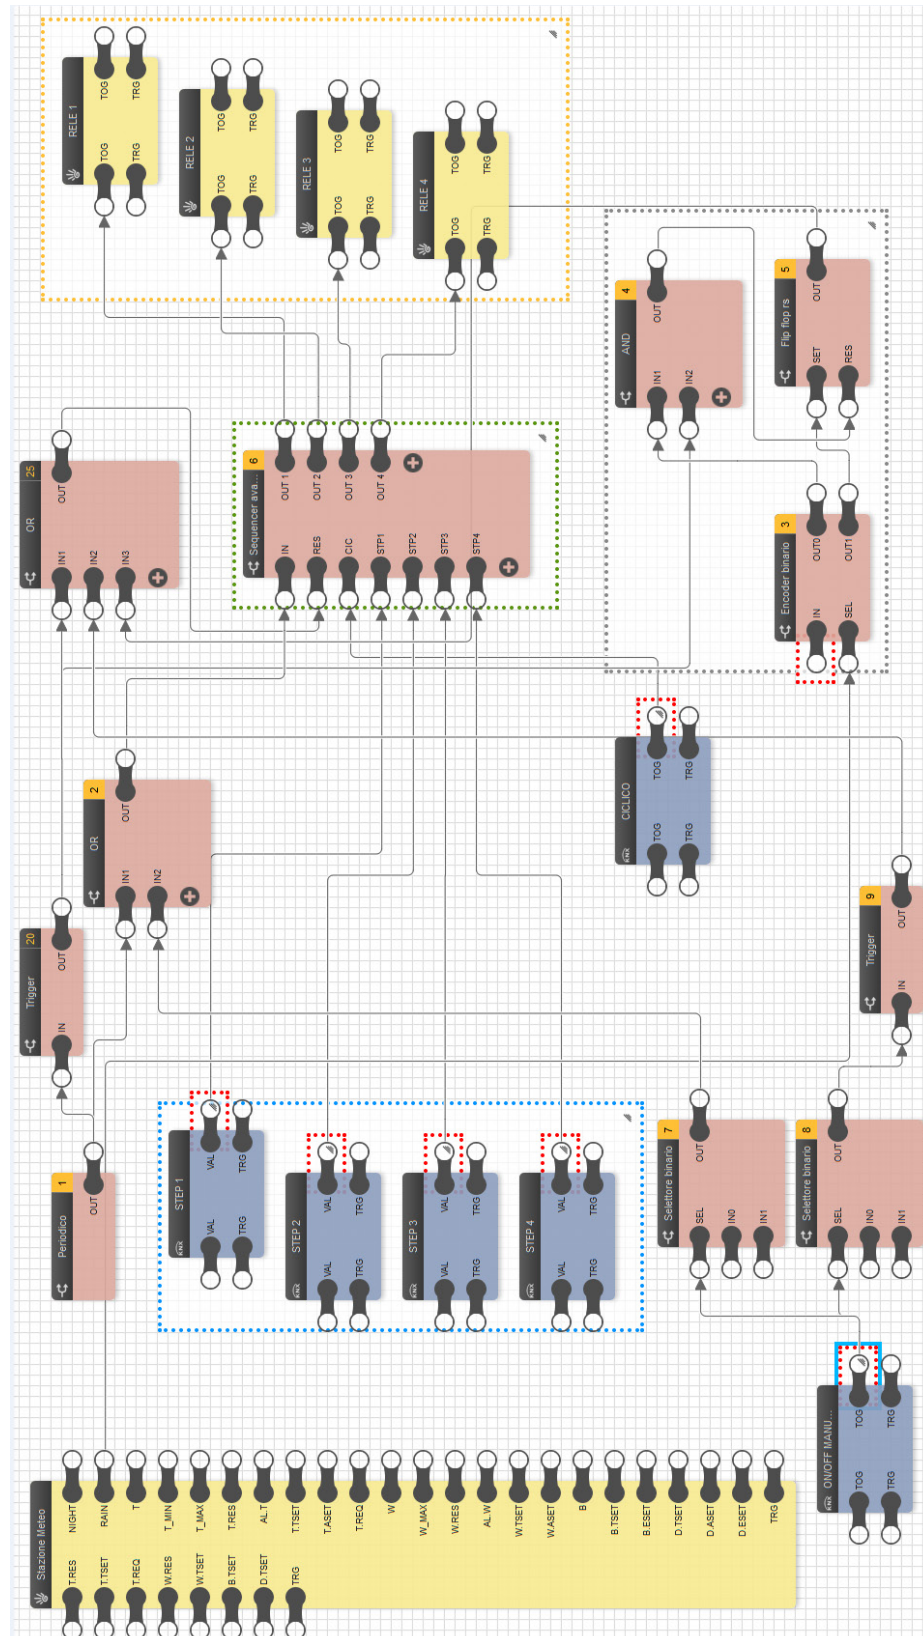 Stazione Meteo
T.RES
T.TSET
T.REQ
W.RES
W.TSET
B.TSET
D.TSET
TRG
NIGHT
RAIN
T
T_MIN
T_MAX
T.RES
AL.T
T.TSET
T.ASET
T.REQ
W
W_MAX
W.RES
AL.W
W.TSET
W.ASET
B
B.TSET
B.ESET
D.TSET
D.ASET
D.ESET
TRG
KNX ON/OFF MANU...
TOG TOG
TRG TRG
Periodico 1
OUT
KNX STEP 1
VAL VAL
TRG TRG
KNX STEP 2
VAL VAL
TRG TRG
KNX STEP 3
VAL VAL
TRG TRG
KNX STEP 4
VAL VAL
TRG TRG
Selettore binario 7
SEL OUT
IN0
IN1
Selettore binario 8
SEL OUT
IN0
IN1
Trigger 20
IN OUT
OR 2
IN1 OUT
IN2
KNX CICLICO
TOG TOG
TRG TRG
Trigger 9
IN OUT
OR 25
IN1 OUT
IN2
IN3
Sequencer ava... 6
IN OUT 1
RES OUT 2
CIC OUT 3
STP1 OUT 4
STP2
STP3
STP4
Encoder binario 3
IN OUT0
SEL OUT1
AND 4
IN1 OUT
IN2
Flip flop rs 5
SET OUT
RES
RELE 1
TOG TOG
TRG TRG
RELE 2
TOG TOG
TRG TRG
RELE 3
TOG TOG
TRG TRG
RELE 4
TOG TOG
TRG TRG